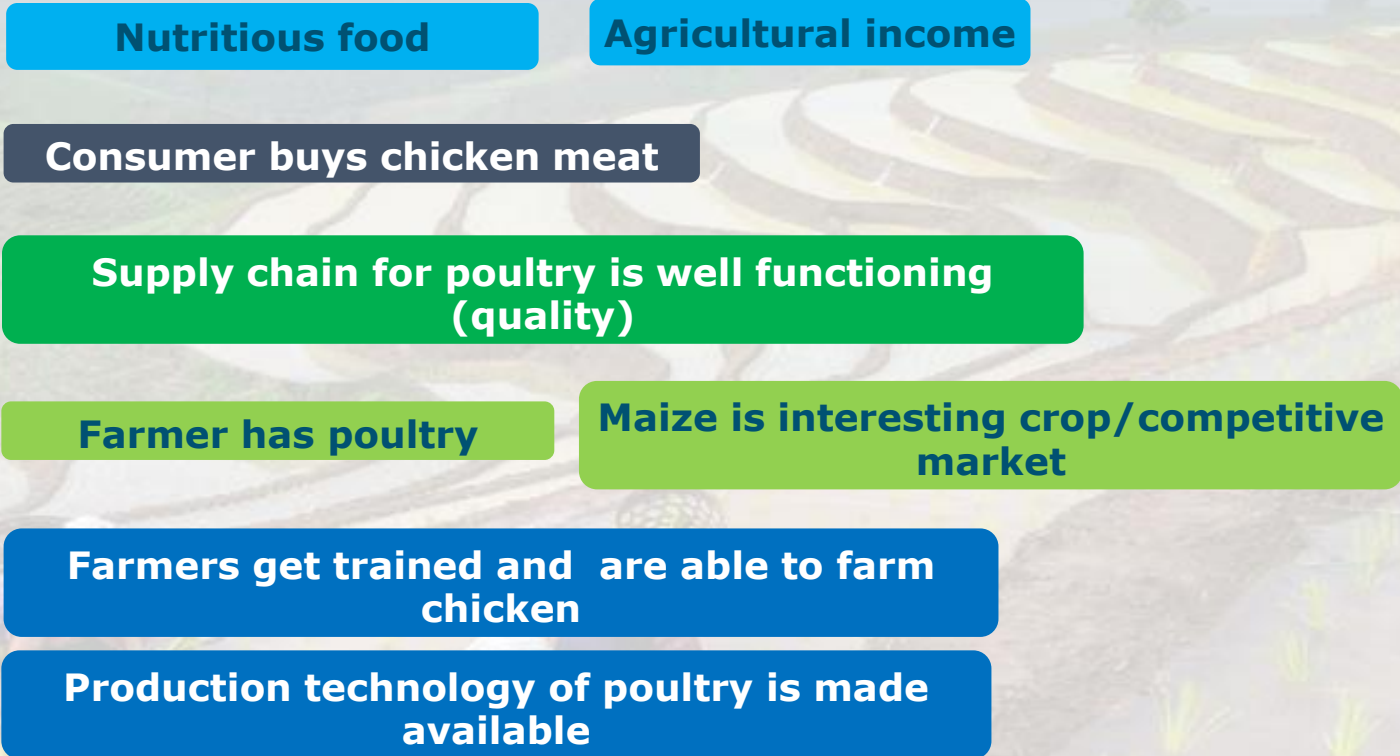 Nutritious food
Agricultural income
Consumer buys chicken meat
Supply chain for poultry is well functioning
(quality)
Farmer has poultry
Maize is interesting crop/competitive
market
Farmers get trained and  are able to farm
chicken
Production technology of poultry is made
available